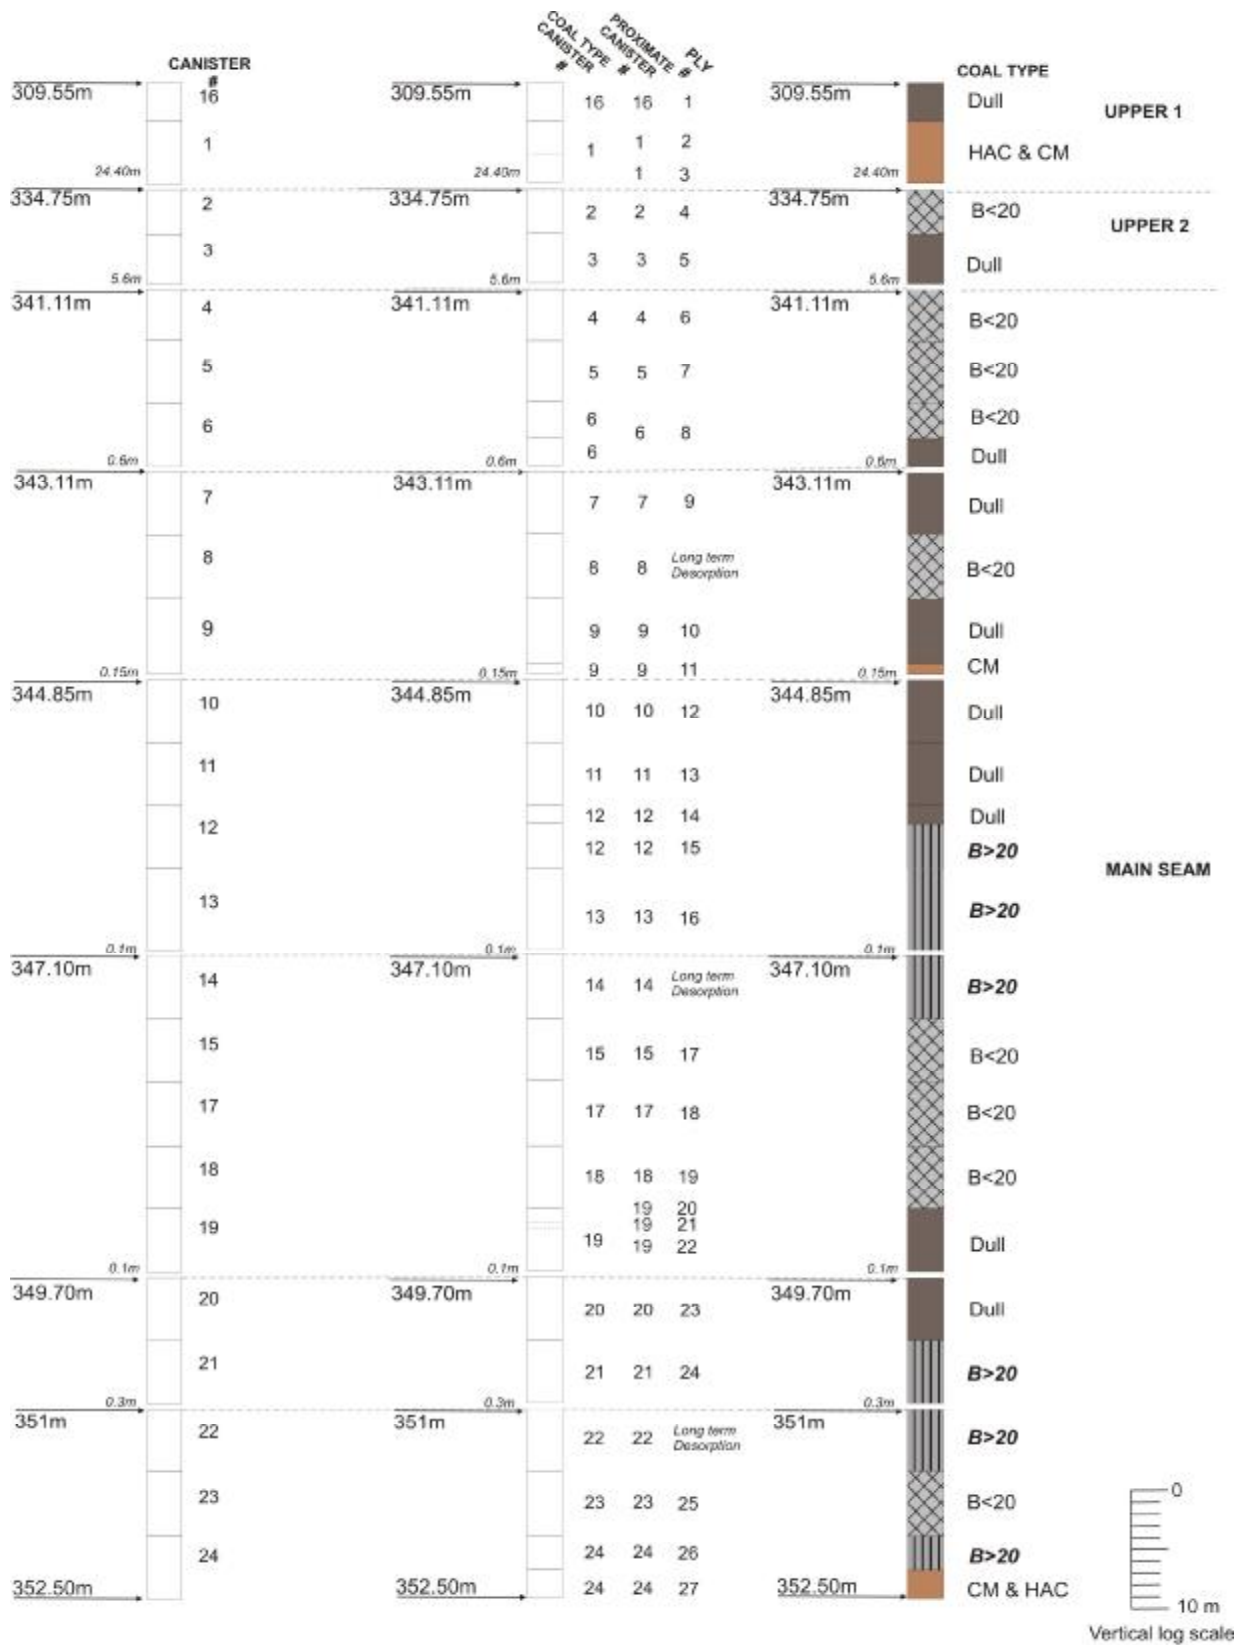 COAL TYPE
CANISTER
#
PROXIMATE
CANISTER
#
PLY
#
CANISTER
#
COAL TYPE
309.55m 16 309.55m 16 16 1 309.55m Dull UPPER 1
1 1 1 2 HAC & CM
24.40m 24.40m 1 3 24.40m
334.75m 2 334.75m 2 2 4 334.75m B<20 UPPER 2
3 3 3 5 Dull
5.6m 5.6m 5.6m
341.11m 4 341.11m 4 4 6 341.11m B<20
5 5 5 7 B<20
6 6 6 8 B<20
0.6m 0.6m 6 0.6m Dull
343.11m 7 343.11m 7 7 9 343.11m Dull
8 8 8 Long term B<20
Desorption
9 9 9 10 Dull
0.15m 0.15m 9 9 11 0.15m CM
344.85m 10 344.85m 10 10 12 344.85m Dull
11 11 11 13 Dull
12 12 12 14 Dull
12 12 15 B>20
MAIN SEAM
13 13 13 16 B>20
0.1m 0.1m 0.1m
347.10m 14 347.10m 14 14 Long term 347.10m B>20
Desorption
15 15 15 17 B<20
17 17 17 18 B<20
18 18 18 19 B<20
19 20
19 19 21
19 19 22 Dull
0.1m 0.1m 0.1m
349.70m 20 349.70m 20 20 23 349.70m Dull
21 21 21 24 B>20
0.3m 0.3m 0.3m
351m 22 351m 22 22 Long term 351m B>20
Desorption
23 23 23 25 B<20
24 24 24 26 B>20
352.50m 352.50m 24 24 27 352.50m CM & HAC
0
10 m
Vertical log scale